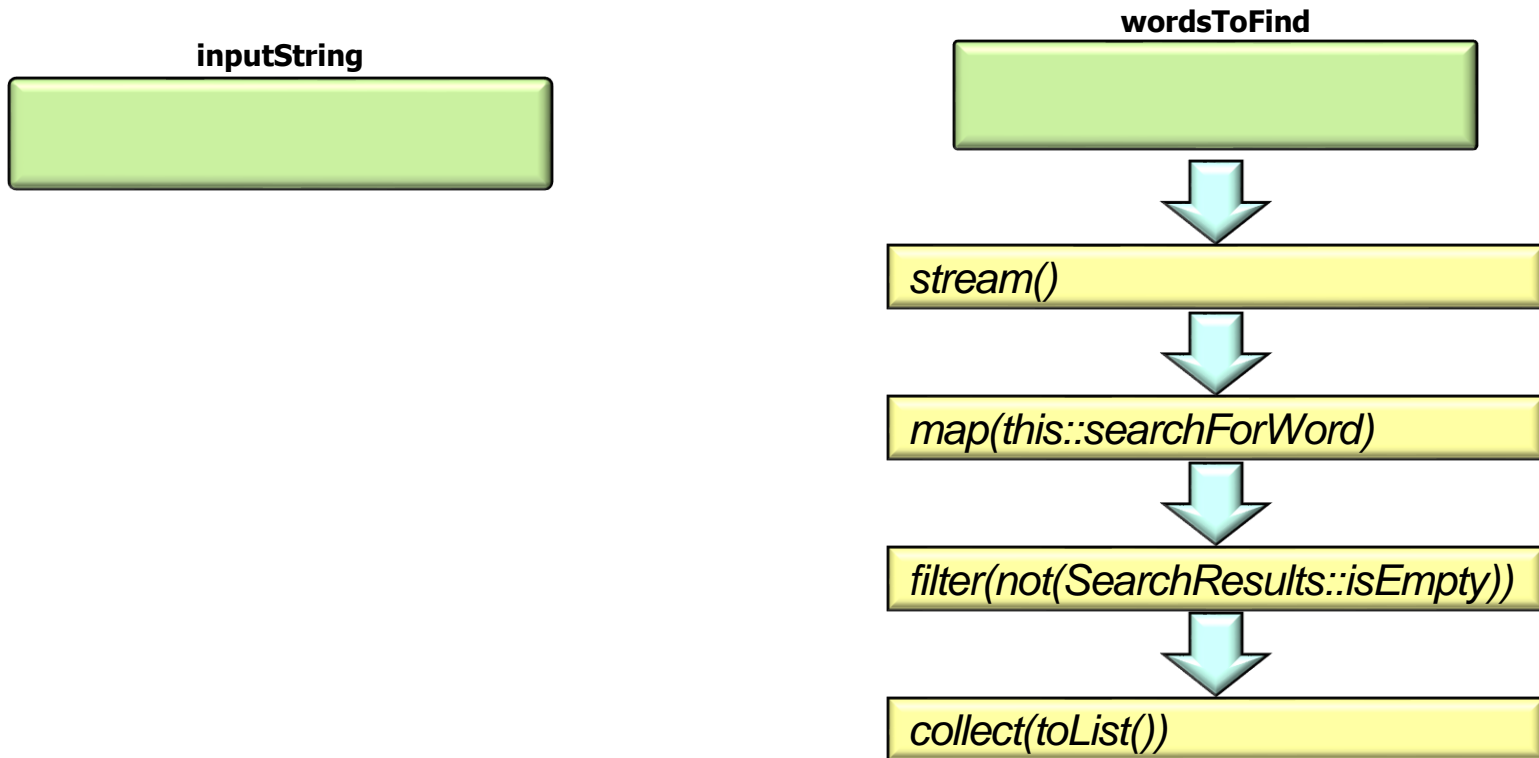 inputString
wordsToFind
stream()
map(this::searchForWord)
filter(not(SearchResults::isEmpty))
collect(toList())